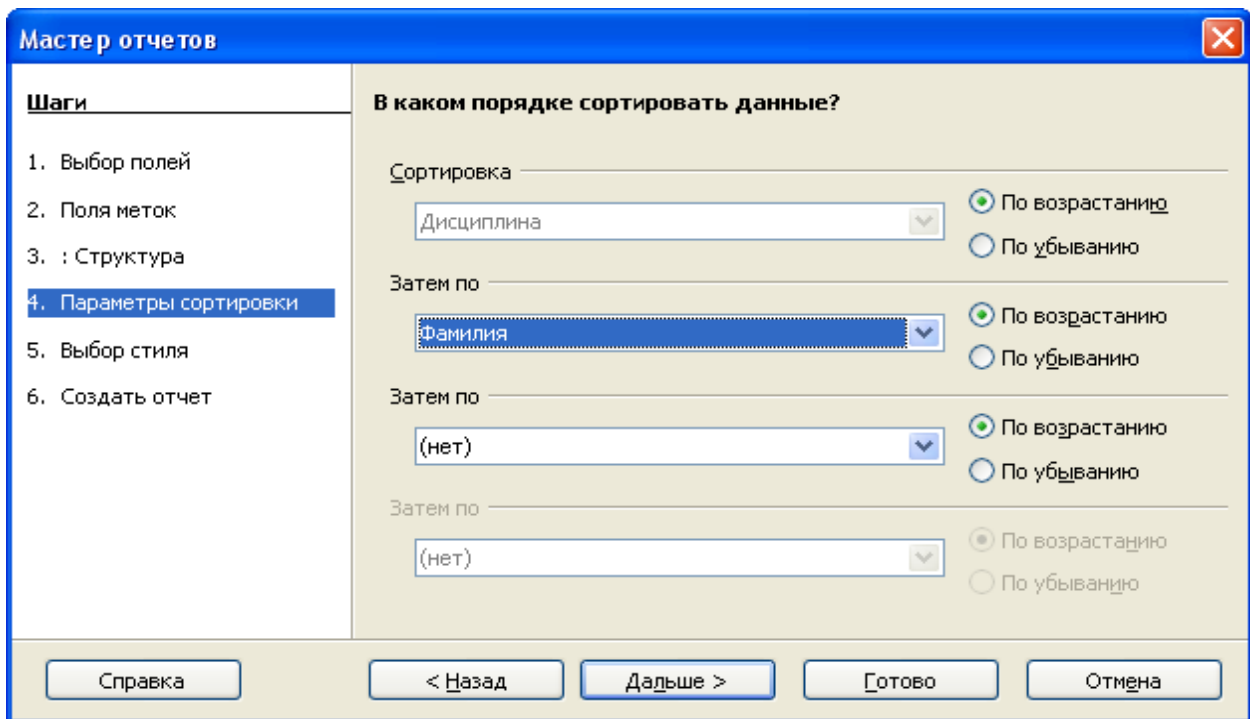 Мастер отчетов
Шаги
1. Выбор полей
2. Поля меток
3. : Структура
4. Параметры сортировки
5. Выбор стиля
6. Создать отчет
В каком порядке сортировать данные?
Сортировка
Дисциплина
По возрастанию
По убыванию
Затем по
Фамилия
По возрастанию
По убыванию
Затем по
(нет)
По возрастанию
По убыванию
Затем по
(нет)
По возрастанию
По убыванию
Справка
< Назад
Дальше >
Готово
Отмена